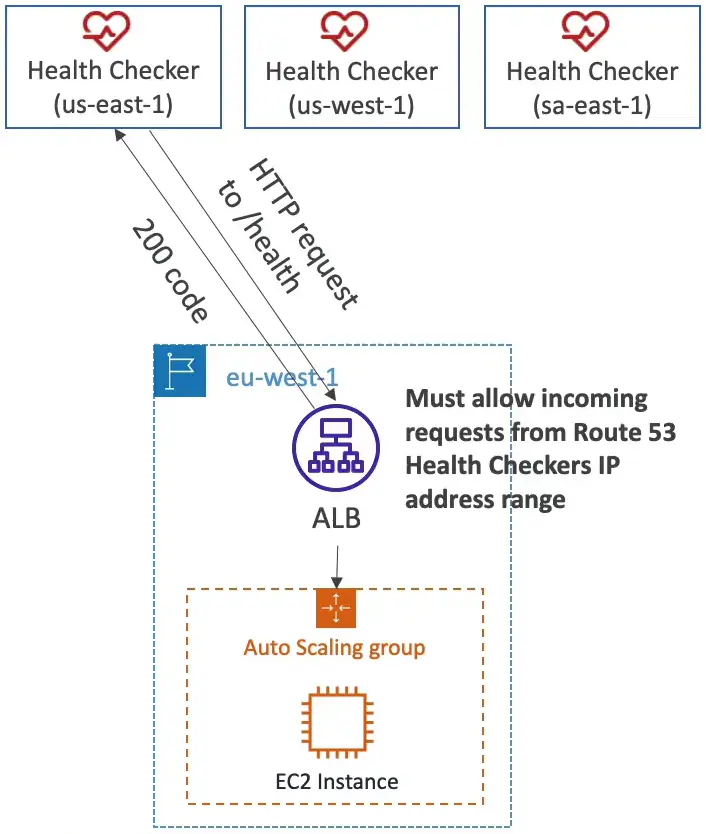 Health Checker
(us-east-1)
Health Checker
(us-west-1)
Health Checker
(sa-east-1)
HTTP request
to /health
200 code
eu-west-1
Must allow incoming
requests from Route 53
Health Checkers IP
address range
ALB
Auto Scaling group
EC2 Instance